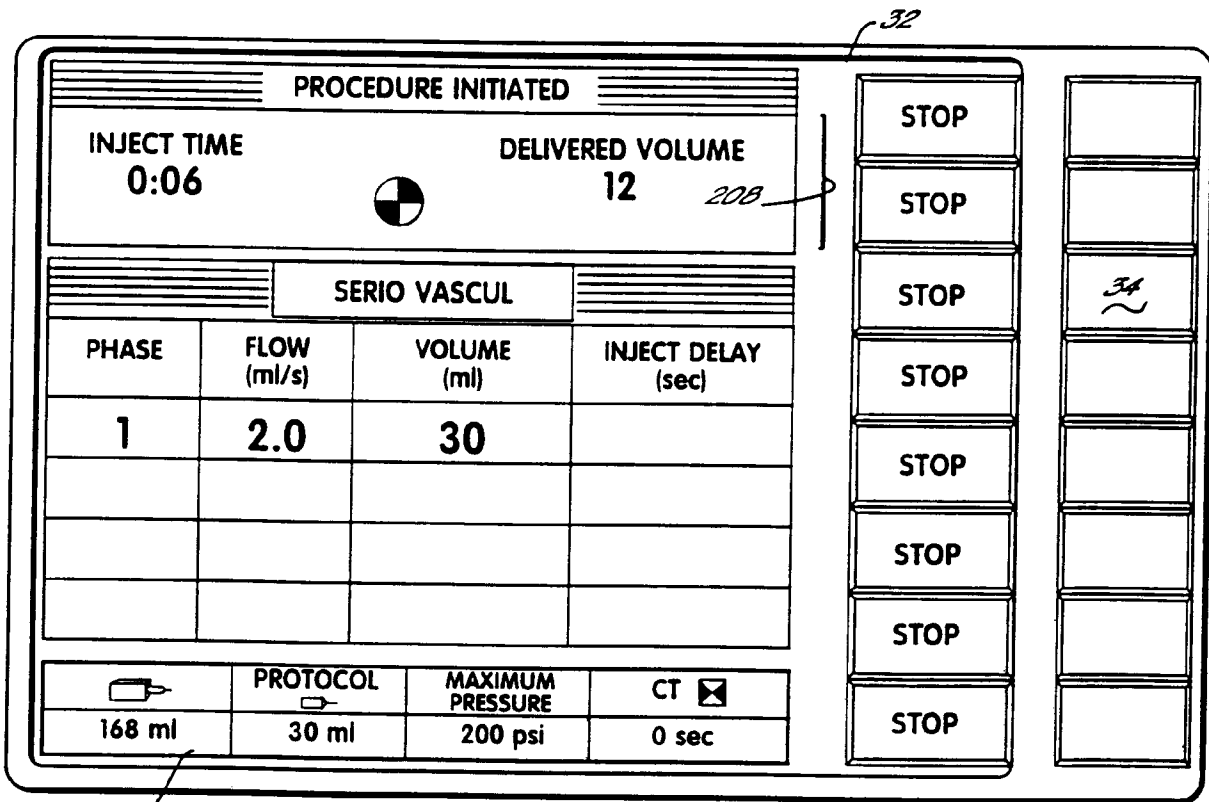 32
PROCEDURE INITIATED
INJECT TIME
0:06
DELIVERED VOLUME
12
208
SERIO VASCUL
PHASE
FLOW
(ml/s)
VOLUME
(ml)
INJECT DELAY
(sec)
1
2.0
30
168 ml
PROTOCOL
30 ml
MAXIMUM
PRESSURE
200 psi
CT
0 sec
STOP
STOP
STOP
STOP
STOP
STOP
STOP
STOP
34